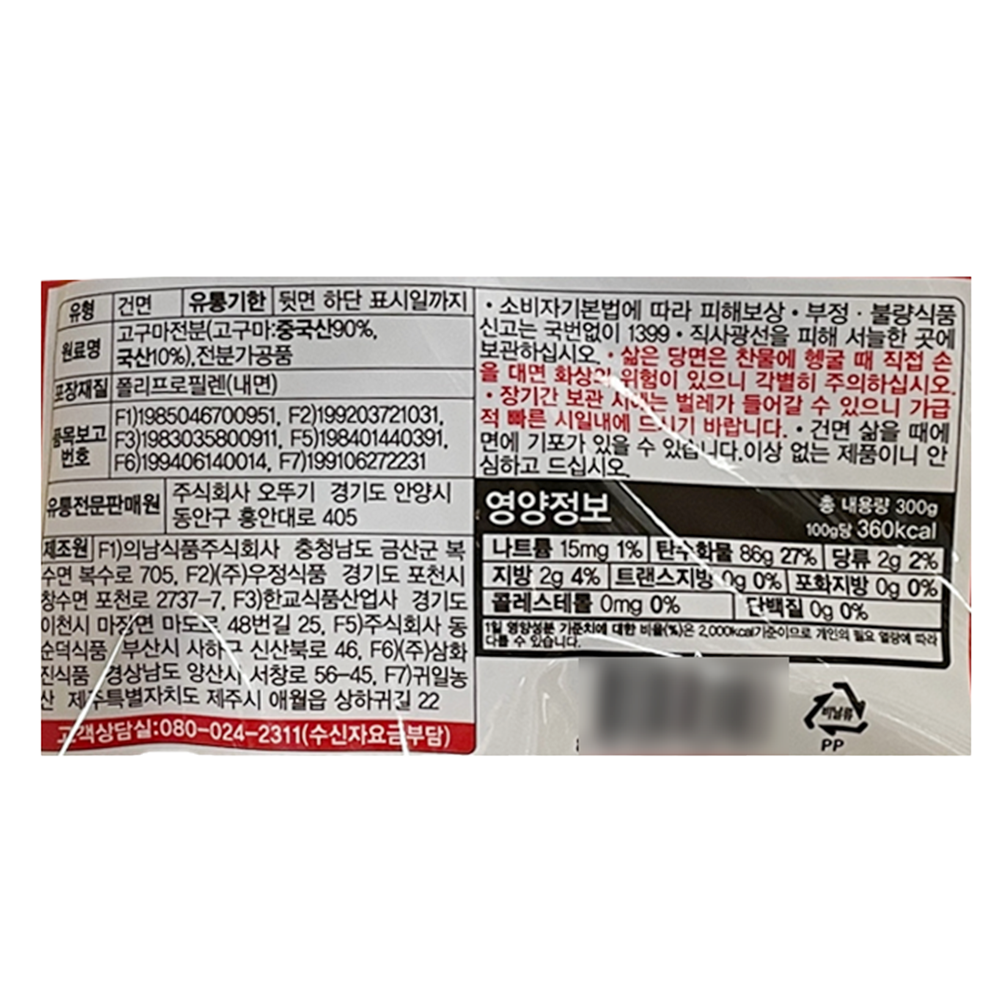 유형 건면 유통기한 뒷면 하단 표시일까지
원료명 고구마전분(고구마:중국산90%,
국산10%),전분가공품
포장재질 폴리프로필렌(내면)
품목보고번호 F1)19850467​00951, F2)199203721031,
F3)19830358​00911, F5)198401440391,
F6)199406140014, F7)199106272231
유통전문판매원 주식회사 오뚜기 경기도 안양시
동안구 흥안대로 405
제조원 F1)의남식품주식회사 충청남도 금산군 복
수면 복수로 705, F2)(주)우정식품 경기도 포천시
창수면 포천로 2737-7, F3)한교식품산업사 경기도
이천시 마장면 마도로 48번길 25, F5)주식회사 동
순덕식품 부산시 사하구 신산북로 46, F6)(주)삼화
진식품 경상남도 양산시 서창로 56-45, F7)귀일농
산 제주특별자치도 제주시 애월읍 상하귀길 22
고객상담실:080-024-2311(수신자요금부담)
• 소비자기본법에 따라 피해보상 • 부정 · 불량식품
신고는 국번없이 1399 • 직사광선을 피해 서늘한 곳에
보관하십시오. • 삶은 당면은 찬물에 헹굴 때 직접 손
을 대면 화상의 위험이 있으니 각별히 주의하십시오.
• 장기간 보관 시에는 벌레가 들어갈 수 있으니 가급
적 빠른 시일내에 드시기 바랍니다. • 건면 삶을 때에
면에 기포가 있을 수 있습니다.이상 없는 제품이니 안
심하고 드십시오.
영양정보 총 내용량 300g
100g당 360kcal
나트륨 15mg 1% 탄수화물 86g 27% 당류 2g 2%
지방 2g 4% 트랜스지방 0g 0% 포화지방 0g 0%
콜레스테롤 0mg 0% 단백질 0g 0%
1일 영양성분 기준치에 대한 비율(%)은 2,000kcal기준이므로 개인의 필요 열량에 따라
다를 수 있습니다.
비닐류
PP